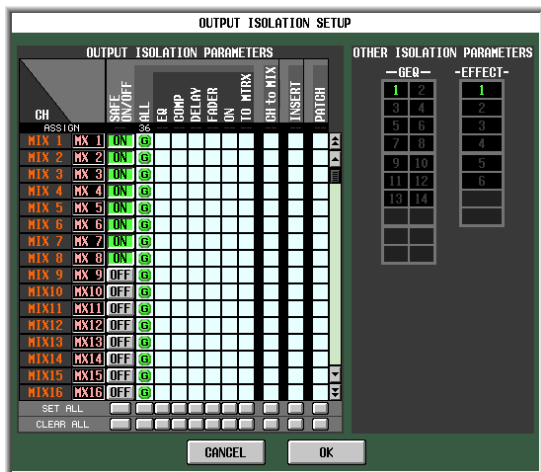 OUTPUT ISOLATION SETUP
OUTPUT ISOLATION PARAMETERS
CH
SAFE ON/OFF
ALL
EQ
COMP
DELAY
FADER
ON
TO MTRX
CH to MIX
INSERT
PATCH
ASSIGN -- 36 -- -- -- -- -- -- -- -- --
MIX 1 MX 1 ON G
MIX 2 MX 2 ON G
MIX 3 MX 3 ON G
MIX 4 MX 4 ON G
MIX 5 MX 5 ON G
MIX 6 MX 6 ON G
MIX 7 MX 7 ON G
MIX 8 MX 8 ON G
MIX 9 MX 9 OFF G
MIX10 MX10 OFF G
MIX11 MX11 OFF G
MIX12 MX12 OFF G
MIX13 MX13 OFF G
MIX14 MX14 OFF G
MIX15 MX15 OFF G
MIX16 MX16 OFF G
SET ALL
CLEAR ALL
OTHER ISOLATION PARAMETERS
—GEQ—
1 2
3 4
5 6
7 8
9 10
11 12
13 14
-EFFECT-
1
2
3
4
5
6
CANCEL
OK